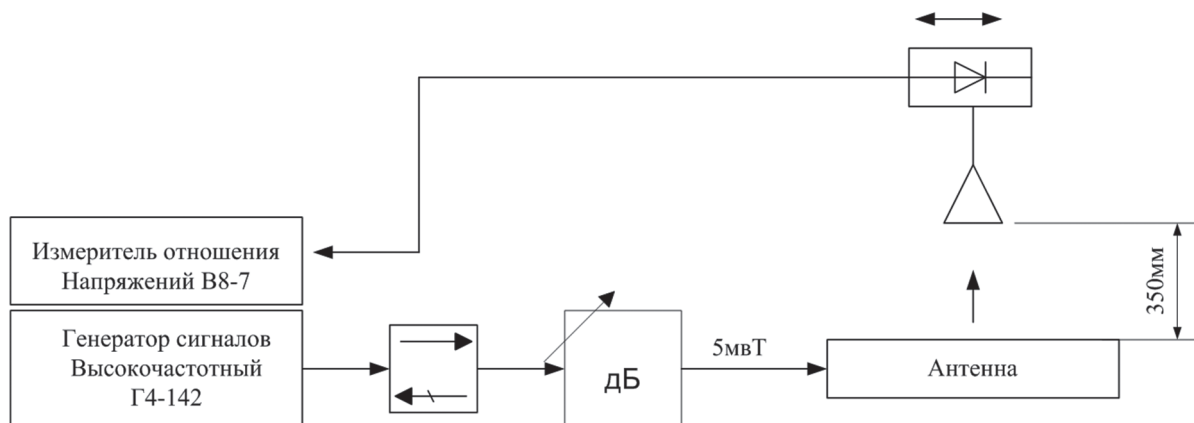 Измеритель отношения
Напряжений В8-7
Генератор сигналов
Высокочастотный
Г4-142
дБ
5мвТ
Антенна
350мм